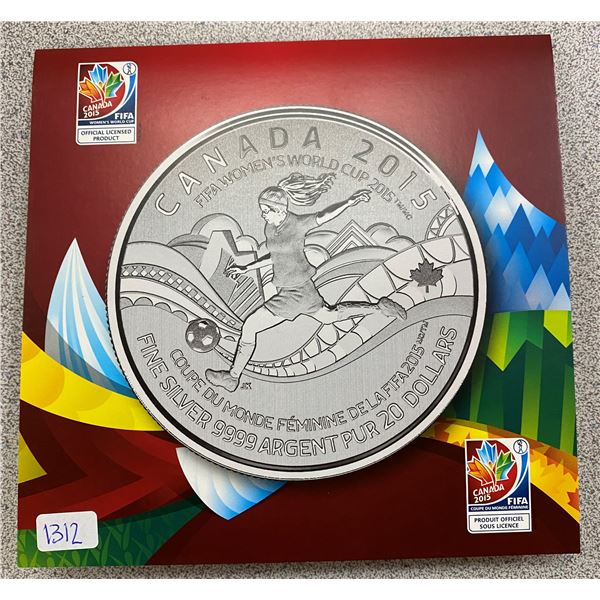 CANADA
2015
FIFA
WOMEN'S WORLD CUP
OFFICIAL LICENSED
PRODUCT
CANADA 2015
FIFA WOMEN'S WORLD CUP 2015
COUPE DU MONDE FÉMININE DE LA FIFA 2015
FINE SILVER 9999 ARGENT PUR 20 DOLLARS
CANADA
2015
FIFA
COUPE DU MONDE FÉMININE
PRODUIT OFFICIEL
SOUS LICENCE
1312